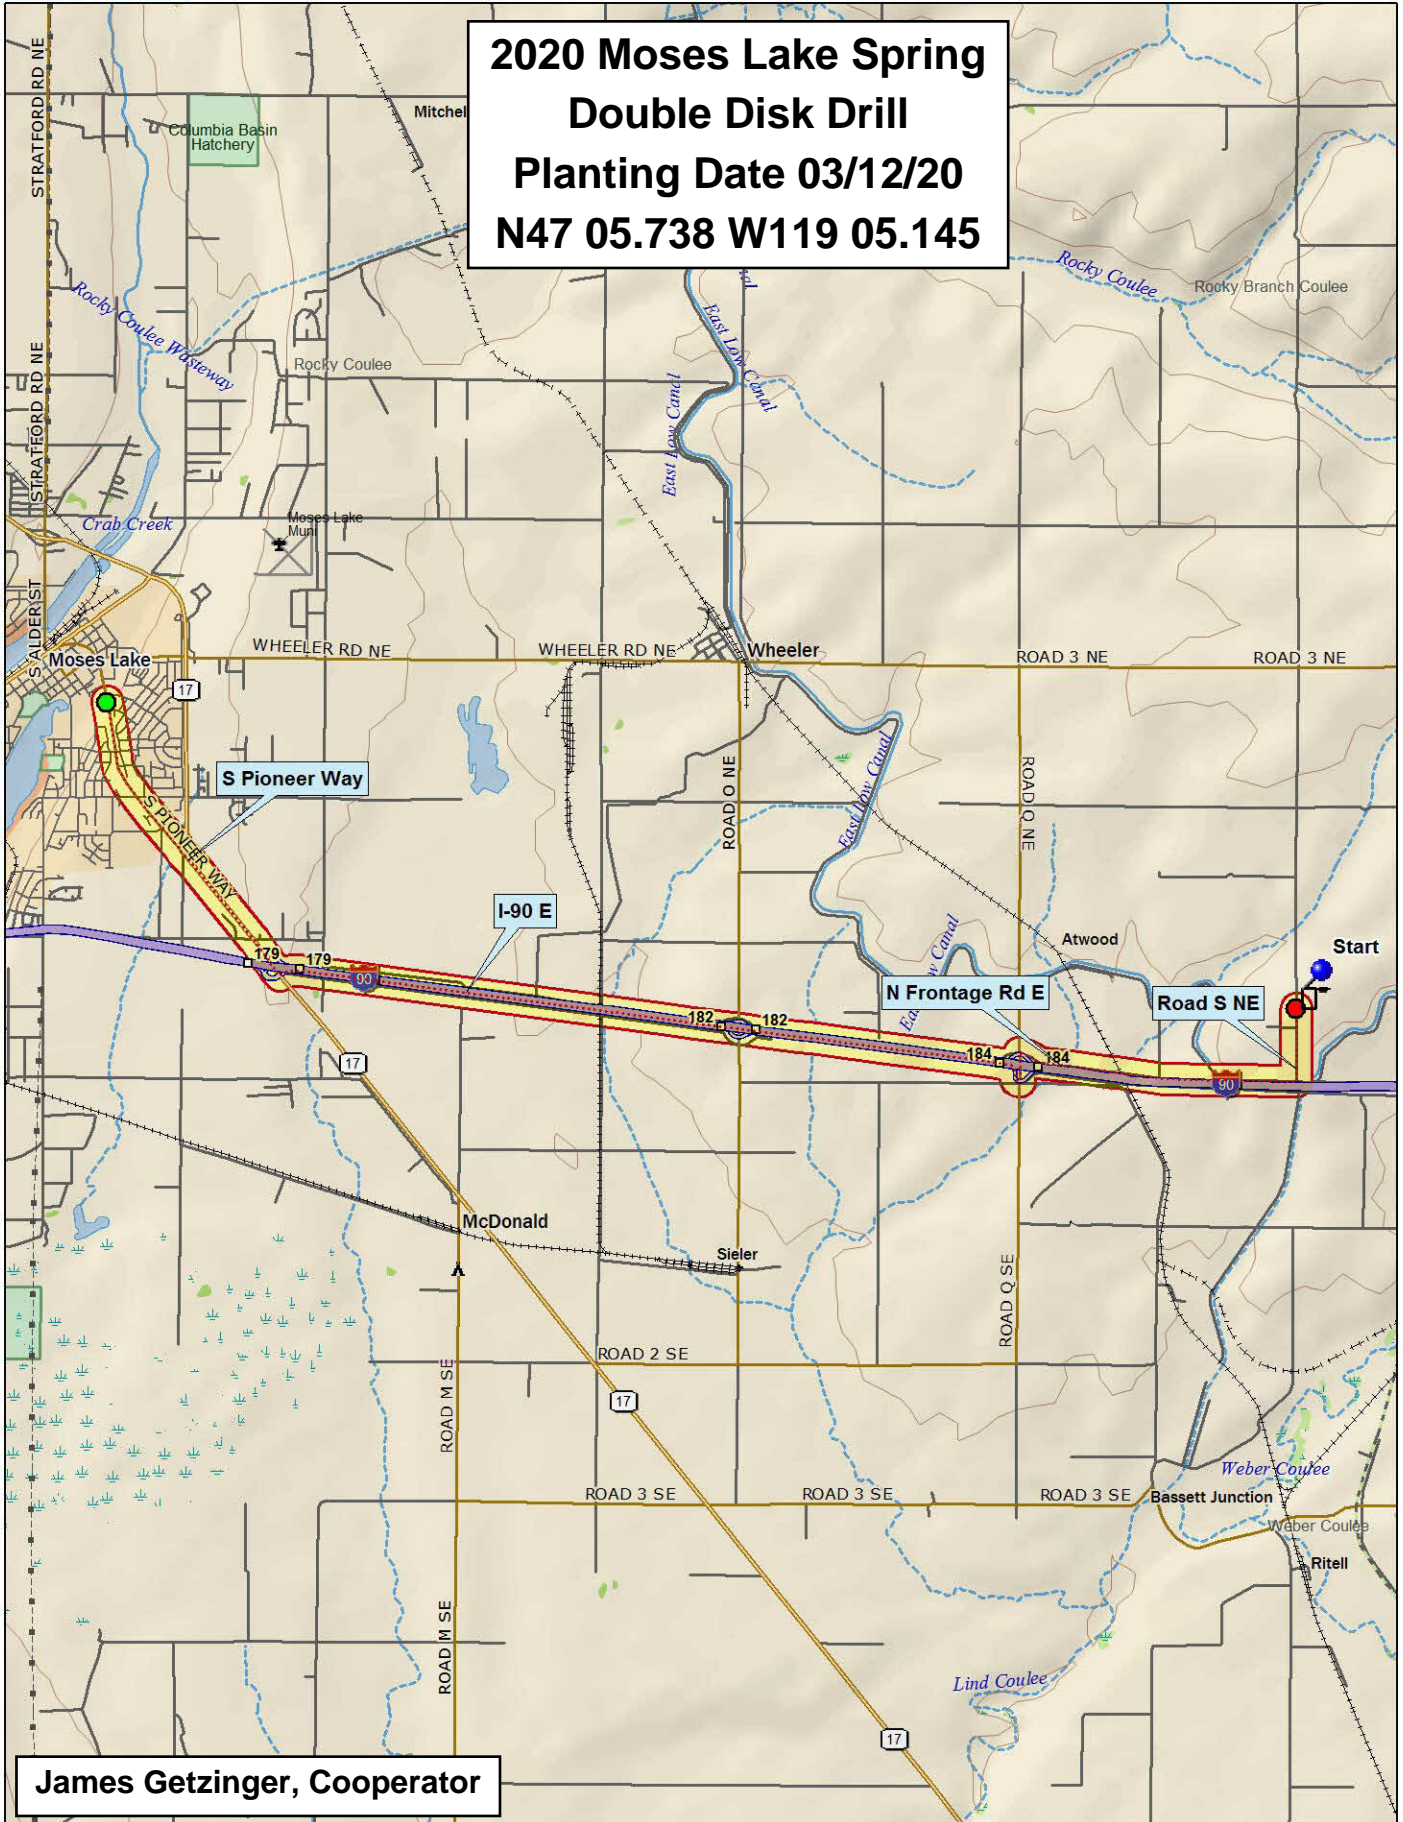 2020 Moses Lake Spring
Double Disk Drill
Planting Date 03/12/20
N47 05.738 W119 05.145
STRATFORD RD NE
Columbia Basin
Hatchery
Mitchel
Rocky Coulee
Rocky Branch Coulee
Rocky Coulee Wasteway
Rocky Coulee
East Low Canal
East Low Canal
STRATFORD RD NE
Crab Creek
Moses Lake
Muni
S ALDER ST
WHEELER RD NE
WHEELER RD NE
Wheeler
ROAD 3 NE
ROAD 3 NE
Moses Lake
17
S Pioneer Way
S PIONEER WAY
ROAD O NE
East Low Canal
ROAD Q NE
I-90 E
Atwood
Start
179
179
90
N Frontage Rd E
Road S NE
182
182
184
184
90
17
McDonald
Sieler
ROAD Q SE
ROAD 2 SE
ROAD M SE
17
Weber Coulee
ROAD 3 SE
ROAD 3 SE
ROAD 3 SE
Bassett Junction
Weber Coulee
Ritell
ROAD M SE
Lind Coulee
17
James Getzinger, Cooperator